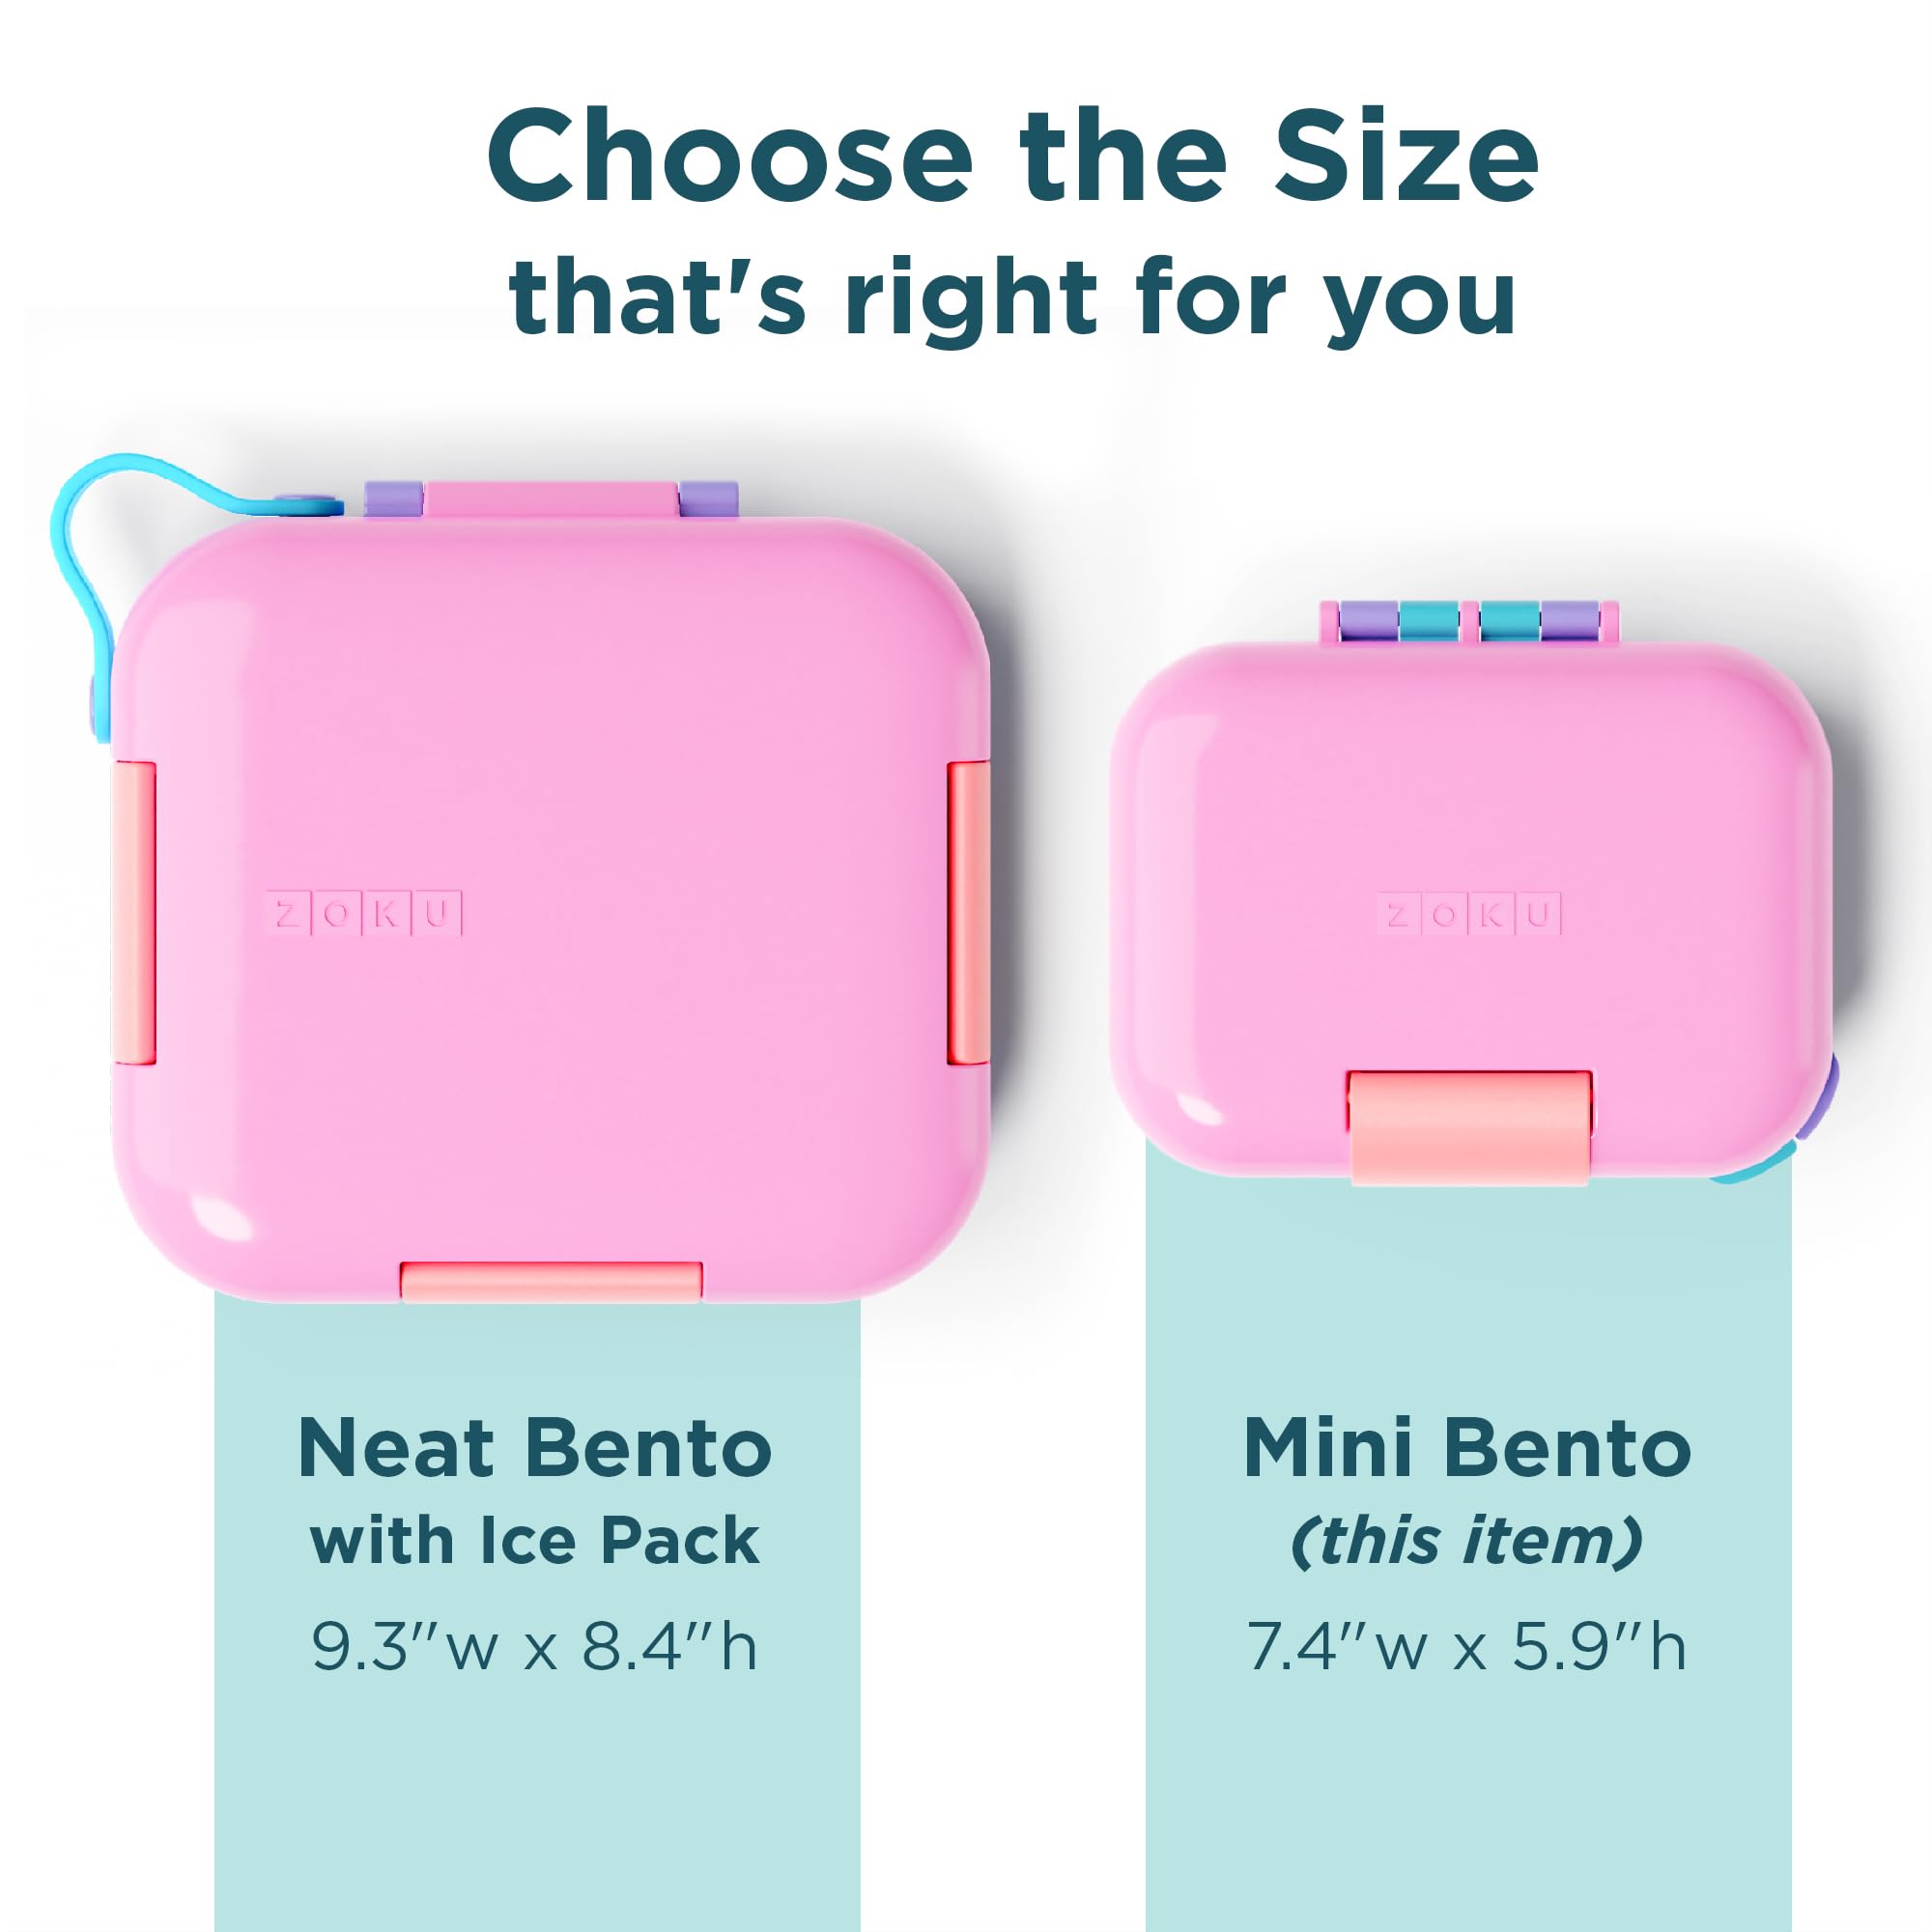 Choose the Size
that's right for you
ZOKU
ZOKU
Neat Bento
with Ice Pack
9.3"w x 8.4"h
Mini Bento
(this item)
7.4"w x 5.9"h